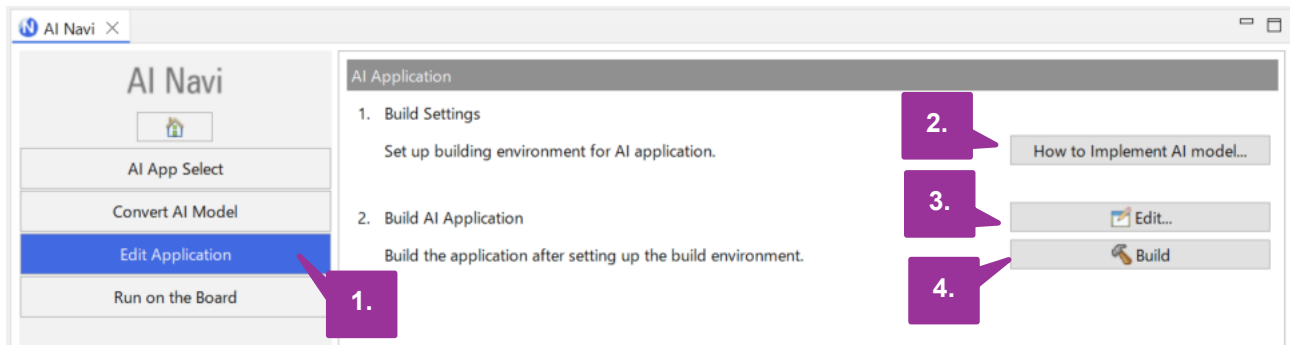 AI Navi
AI Navi
AI App Select
Convert AI Model
Edit Application
Run on the Board
1.
AI Application
1. Build Settings
Set up building environment for AI application.
2.
How to Implement AI model...
2. Build AI Application
3.
Edit...
Build the application after setting up the build environment.
Build
4.